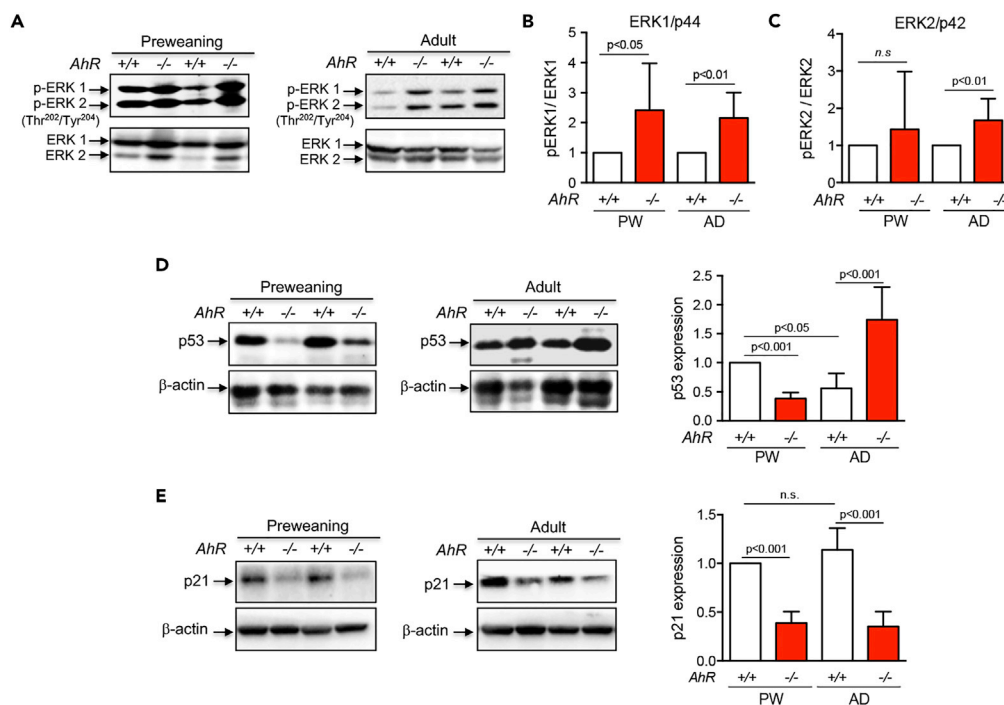 A
Preweaning
AhR +/+ -/- +/+ -/-
p-ERK 1
p-ERK 2
(Thr202/Tyr204)
ERK 1
ERK 2
Adult
AhR +/+ -/- +/+ -/-
p-ERK 1
p-ERK 2
(Thr202/Tyr204)
ERK 1
ERK 2
B
ERK1/p44
pERK1/ ERK1
5
4
3
2
1
0
p<0.05
p<0.01
AhR +/+ -/- +/+ -/-
PW AD
C
ERK2/p42
pERK2 / ERK2
4
3
2
1
0
n.s
p<0.01
AhR +/+ -/- +/+ -/-
PW AD
D
Preweaning
AhR +/+ -/- +/+ -/-
p53
β-actin
Adult
AhR +/+ -/- +/+ -/-
p53
β-actin
p53 expression
2.5
2.0
1.5
1.0
0.5
0.0
p<0.001
p<0.05
p<0.001
AhR +/+ -/- +/+ -/-
PW AD
E
Preweaning
AhR +/+ -/- +/+ -/-
p21
β-actin
Adult
AhR +/+ -/- +/+ -/-
p21
β-actin
p21 expression
1.5
1.0
0.5
0.0
n.s.
p<0.001
p<0.001
AhR +/+ -/- +/+ -/-
PW AD